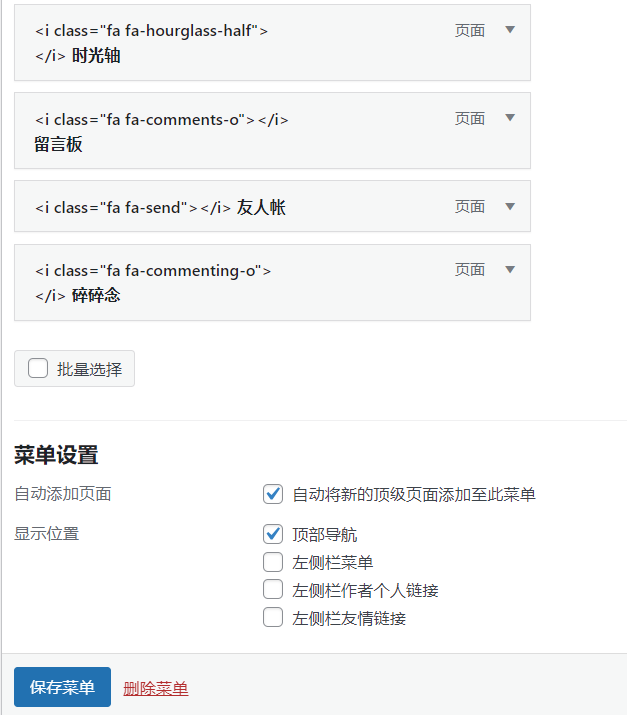 <i class="fa fa-hourglass-half"> 页面
</i> 时光轴
<i class="fa fa-comments-o"></i> 页面
留言板
<i class="fa fa-send"></i> 友人帐 页面
<i class="fa fa-commenting-o"> 页面
</i> 碎碎念
批量选择
菜单设置
自动添加页面 自动将新的顶级页面添加至此菜单
显示位置 顶部导航
左侧栏菜单
左侧栏作者个人链接
左侧栏友情链接
保存菜单 删除菜单